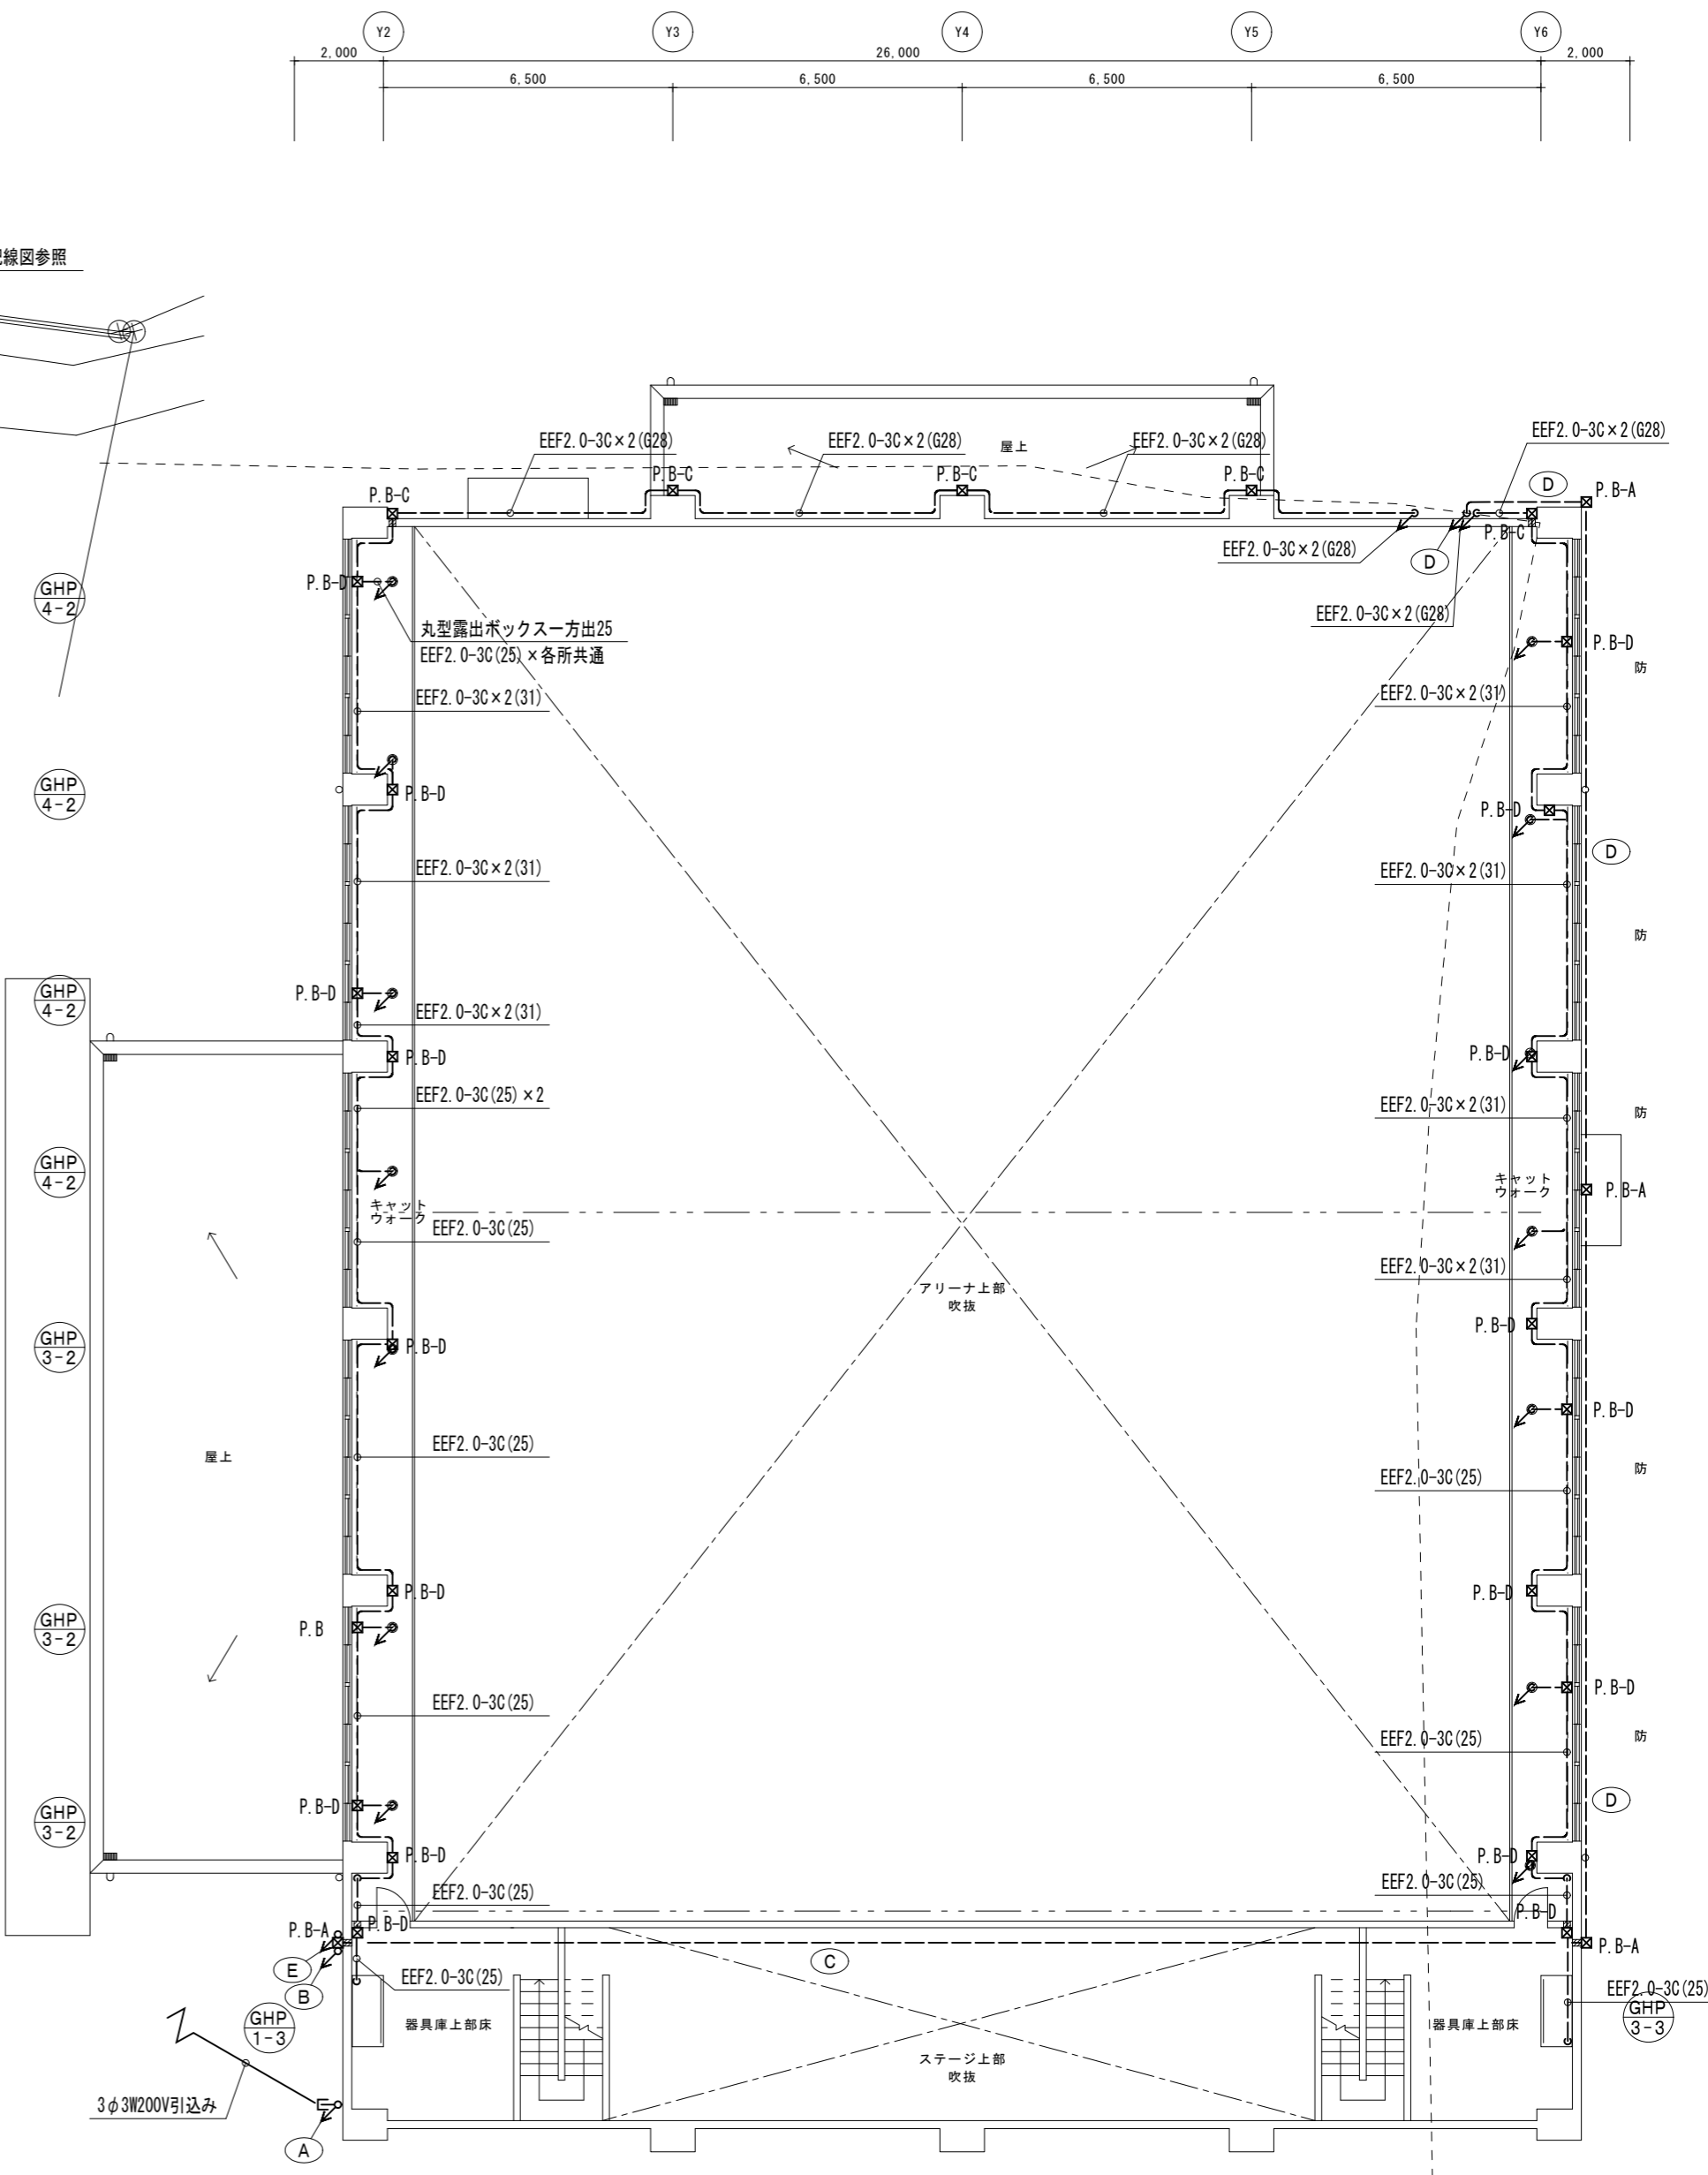 Y2
Y3
Y4
Y5
Y6
2,000
26,000
2,000
6,500
6,500
6,500
6,500
線図参照
EEF2.0-3C×2(G28)
EEF2.0-3C×2(G28)
EEF2.0-3C×2(G28)
EEF2.0-3C×2(G28)
屋上
P.B-C
P.B-C
P.B-C
P.B-C
D
P.B-A
P.B-C
EEF2.0-3C×2(G28)
D
GHP
4-2
P.B-D
EEF2.0-3C×2(G28)
丸型露出ボックス一方出25
EEF2.0-3C(25)×各所共通
P.B-D
防
EEF2.0-3C×2(31)
EEF2.0-3C×2(31)
GHP
4-2
P.B-D
P.B-D
D
EEF2.0-3C×2(31)
EEF2.0-3C×2(31)
防
GHP
4-2
P.B-D
EEF2.0-3C×2(31)
P.B-D
P.B-D
EEF2.0-3C(25)×2
EEF2.0-3C×2(31)
防
GHP
4-2
キャット
ウォーク
キャット
ウォーク
P.B-A
EEF2.0-3C(25)
EEF2.0-3C×2(31)
アリーナ上部
吹抜
GHP
3-2
P.B-D
P.B-D
P.B-D
EEF2.0-3C(25)
屋上
防
EEF2.0-3C(25)
P.B-D
P.B-D
GHP
3-2
P.B
P.B-D
EEF2.0-3C(25)
防
EEF2.0-3C(25)
GHP
3-2
P.B-D
D
P.B-D
P.B-D
EEF2.0-3C(25)
EEF2.0-3C(25)
P.B-A
P.B-D
P.B-D
P.B-A
E
C
B
EEF2.0-3C(25)
EEF2.0-3C(25)
GHP
1-3
器具庫上部床
器具庫上部床
GHP
3-3
ステージ上部
吹抜
3φ3W200V引込み
A